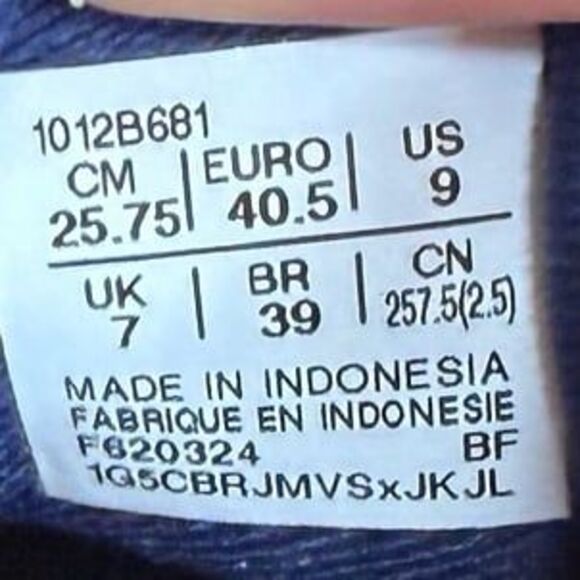 1012B681
CM | EURO | US
25.75 | 40.5 | 9
UK | BR | CN
7 | 39 | 257.5(2.5)
MADE IN INDONESIA
FABRIQUE EN INDONESIE
F620324 BF
1G5CBRJMVSxJKJL